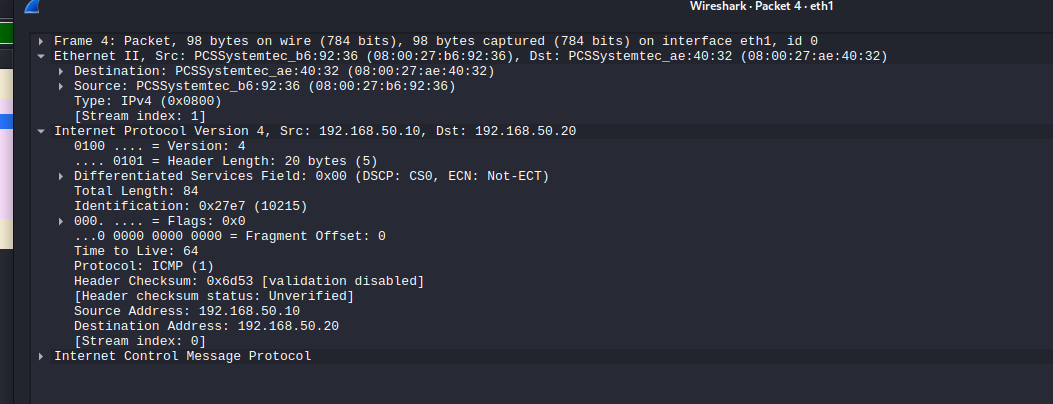 Wireshark · Packet 4 · eth1
Frame 4: Packet, 98 bytes on wire (784 bits), 98 bytes captured (784 bits) on interface eth1, id 0
Ethernet II, Src: PCSSystemtec_b6:92:36 (08:00:27:b6:92:36), Dst: PCSSystemtec_ae:40:32 (08:00:27:ae:40:32)
Destination: PCSSystemtec_ae:40:32 (08:00:27:ae:40:32)
Source: PCSSystemtec_b6:92:36 (08:00:27:b6:92:36)
Type: IPv4 (0x0800)
[Stream index: 1]
Internet Protocol Version 4, Src: 192.168.50.10, Dst: 192.168.50.20
0100 .... = Version: 4
.... 0101 = Header Length: 20 bytes (5)
Differentiated Services Field: 0x00 (DSCP: CS0, ECN: Not-ECT)
Total Length: 84
Identification: 0x27e7 (10215)
000. .... = Flags: 0x0
...0 0000 0000 0000 = Fragment Offset: 0
Time to Live: 64
Protocol: ICMP (1)
Header Checksum: 0x6d53 [validation disabled]
[Header checksum status: Unverified]
Source Address: 192.168.50.10
Destination Address: 192.168.50.20
[Stream index: 0]
Internet Control Message Protocol